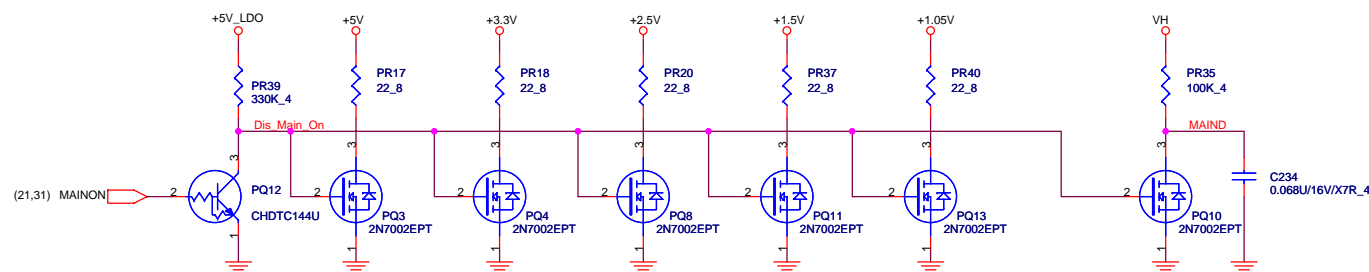 +5V_LDO
+5V
+3.3V
+2.5V
+1.5V
+1.05V
VH
PR39
330K_4
PR17
22_8
PR18
22_8
PR20
22_8
PR37
22_8
PR40
22_8
PR35
100K_4
Dis_Main_On
MAIND
3
3
3
3
3
3
3
(21,31) MAINON
2
PQ12
CHDTC144U
1
2
PQ3
2N7002EPT
1
2
PQ4
2N7002EPT
1
2
PQ8
2N7002EPT
1
2
PQ11
2N7002EPT
1
2
PQ13
2N7002EPT
1
2
PQ10
2N7002EPT
1
C234
0.068U/16V/X7R_4